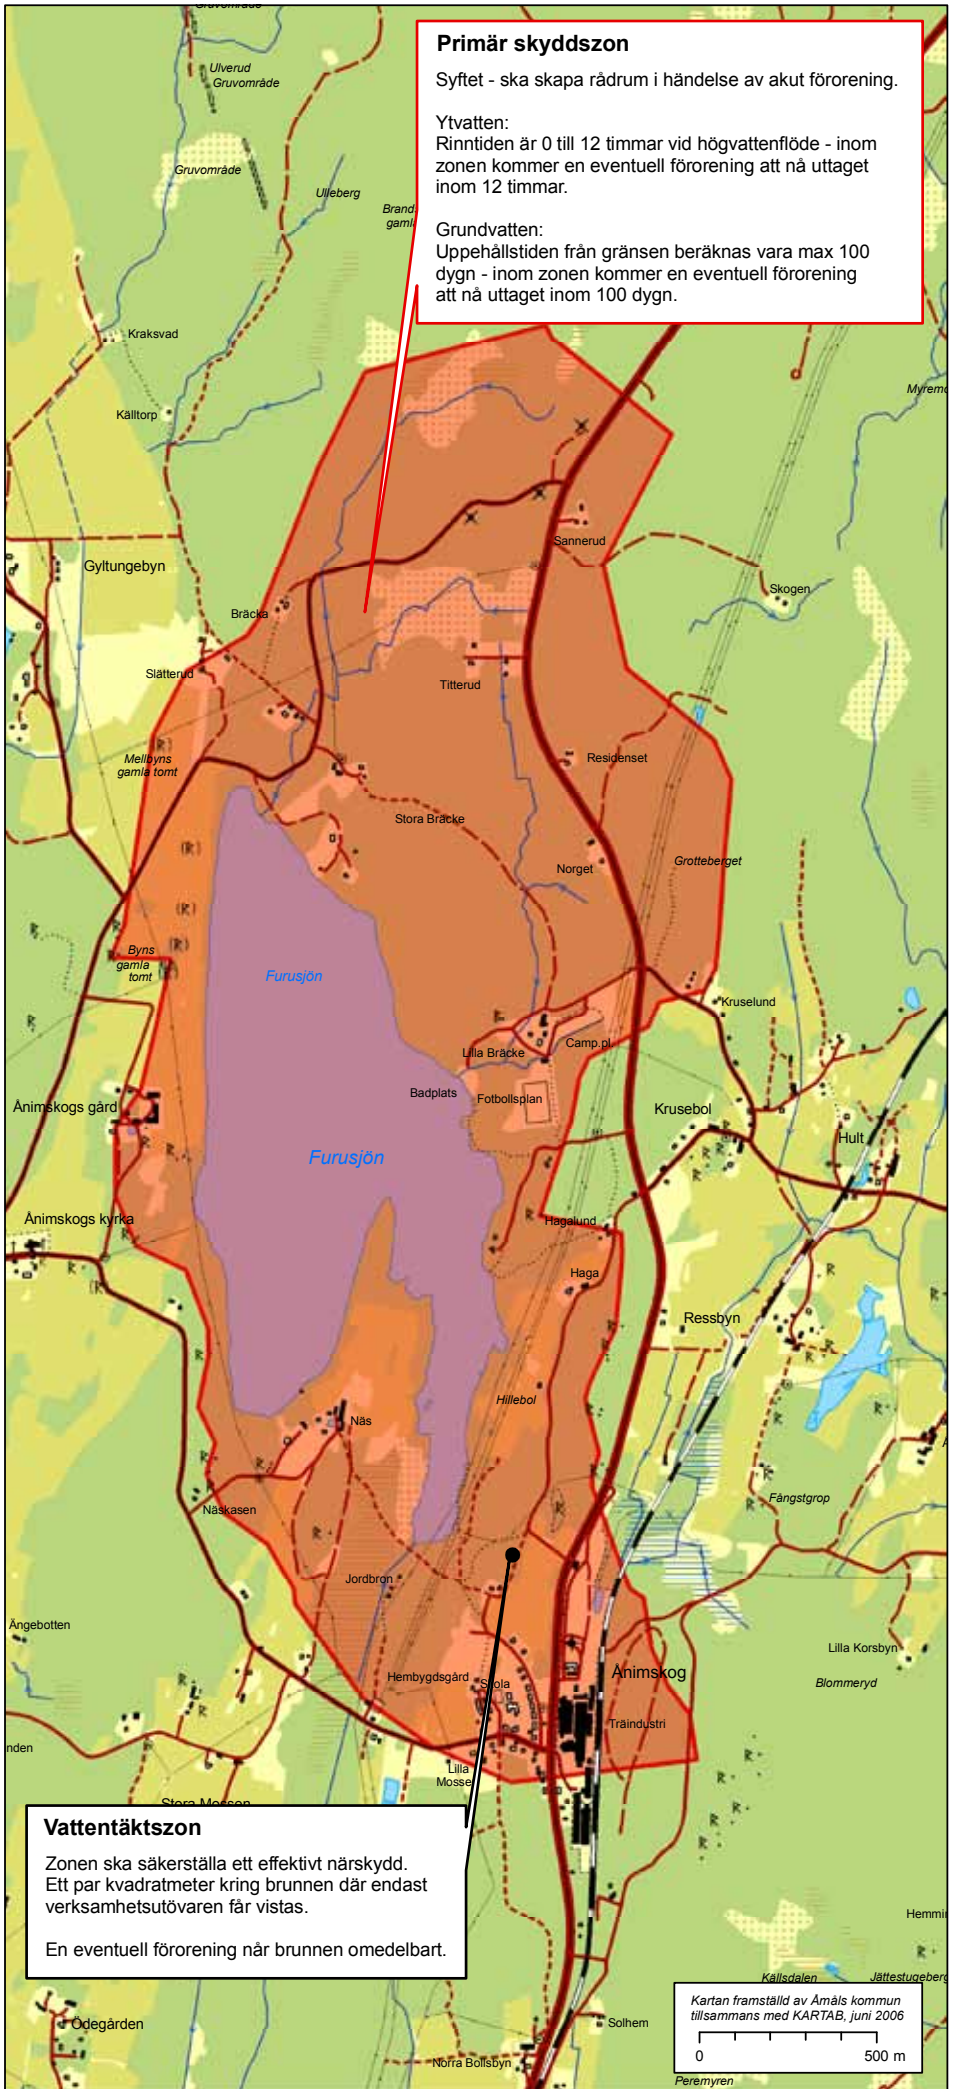 Gruvområde
Primär skyddszon
Syftet - ska skapa rådrum i händelse av akut förorening.
Ytvatten:
Rinntiden är 0 till 12 timmar vid högvattenflöde - inom
zonen kommer en eventuell förorening att nå uttaget
inom 12 timmar.
Grundvatten:
Uppehållstiden från gränsen beräknas vara max 100
dygn - inom zonen kommer en eventuell förorening
att nå uttaget inom 100 dygn.
Ulverud
Gruvområde
Gruvområde
Ulleberg
Kraksvad
Källtorp
Sannerud
Gyltungebyn
Skogen
Bräcka
Slätterud
Titterud
Mellbyns
gamla tomt
Residenset
Stora Bräcke
Norget
Grotteberget
Byns
gamla
tomt
Furusjön
Kruselund
Camp.pl.
Lilla Bräcke
Badplats
Fotbollsplan
Ånimskogs gård
Krusebol
Hult
Furusjön
Ånimskogs kyrka
Hagalund
Haga
Ressbyn
Hillebol
Näs
Näskasen
Fångstgrop
Jordbron
Ängebotten
Lilla Korsbyn
Hembygdsgård
Skola
Ånimskog
Blommeryd
Träindustri
Lilla
Mosse
Stora Mossen
Vattentäktszon
Zonen ska säkerställa ett effektivt närskydd.
Ett par kvadratmeter kring brunnen där endast
verksamhetsutövaren får vistas.
En eventuell förorening når brunnen omedelbart.
Källsdalen
Jättestugeberg
Kartan framställd av Åmåls kommun
tillsammans med KARTAB, juni 2006
0 500 m
Ödegården
Solhem
Norra Bollsbyn
Peremyren